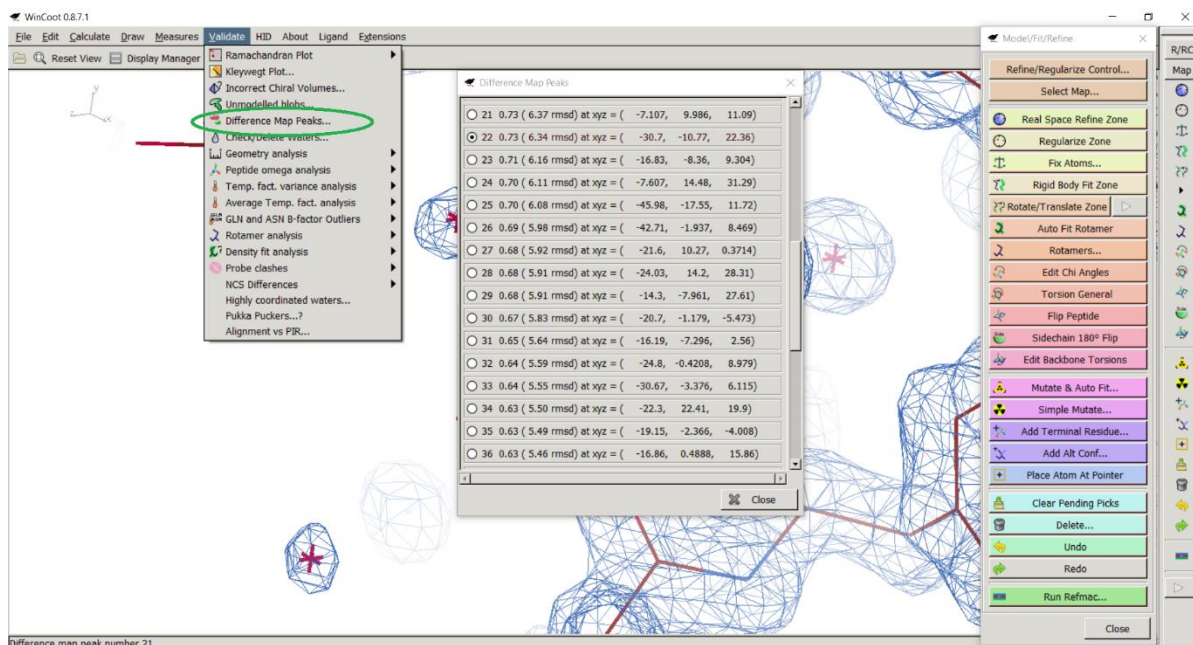 WinCoot 0.8.7.1
File Edit Calculate Draw Measures Validate HID About Ligand Extensions
Reset View Display Manager
Ramachandran Plot
Kleywegt Plot...
Incorrect Chiral Volumes...
Unmodelled blobs...
Difference Map Peaks...
Check/Delete Waters...
Geometry analysis
Peptide omega analysis
Temp. fact. variance analysis
Average Temp. fact. analysis
GLN and ASN B-factor Outliers
Rotamer analysis
Density fit analysis
Probe clashes
NCS Differences
Highly coordinated waters...
Pukka Puckers...?
Alignment vs PIR...
y
z
x
Difference Map Peaks
21 0.73 ( 6.37 rmsd) at xyz = ( -7.107, 9.986, 11.09)
22 0.73 ( 6.34 rmsd) at xyz = ( -30.7, -10.77, 22.36)
23 0.71 ( 6.16 rmsd) at xyz = ( -16.83, -8.36, 9.304)
24 0.70 ( 6.11 rmsd) at xyz = ( -7.607, 14.48, 31.29)
25 0.70 ( 6.08 rmsd) at xyz = ( -45.98, -17.55, 11.72)
26 0.69 ( 5.98 rmsd) at xyz = ( -42.71, -1.937, 8.469)
27 0.68 ( 5.92 rmsd) at xyz = ( -21.6, 10.27, 0.3714)
28 0.68 ( 5.91 rmsd) at xyz = ( -24.03, 14.2, 28.31)
29 0.68 ( 5.91 rmsd) at xyz = ( -14.3, -7.961, 27.61)
30 0.67 ( 5.83 rmsd) at xyz = ( -20.7, -1.179, -5.473)
31 0.65 ( 5.64 rmsd) at xyz = ( -16.19, -7.296, 2.56)
32 0.64 ( 5.59 rmsd) at xyz = ( -24.8, -0.4208, 8.979)
33 0.64 ( 5.55 rmsd) at xyz = ( -30.67, -3.376, 6.115)
34 0.63 ( 5.50 rmsd) at xyz = ( -22.3, 22.41, 19.9)
35 0.63 ( 5.49 rmsd) at xyz = ( -19.15, -2.366, -4.008)
36 0.63 ( 5.46 rmsd) at xyz = ( -16.86, 0.4888, 15.86)
Close
Model/Fit/Refine
Refine/Regularize Control...
Select Map...
Real Space Refine Zone
Regularize Zone
Fix Atoms...
Rigid Body Fit Zone
Rotate/Translate Zone
Auto Fit Rotamer
Rotamers...
Edit Chi Angles
Torsion General
Flip Peptide
Sidechain 180° Flip
Edit Backbone Torsions
Mutate & Auto Fit...
Simple Mutate...
Add Terminal Residue...
Add Alt Conf...
Place Atom At Pointer
Clear Pending Picks
Delete...
Undo
Redo
Run Refmac...
Close
R/RC
Map
Difference map peak number 21